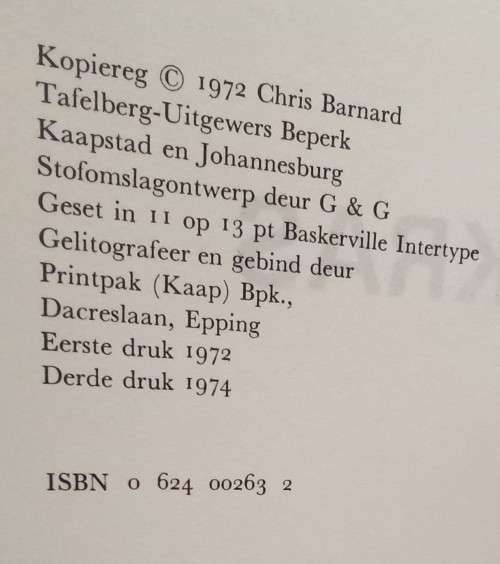 Kopiereg © 1972 Chris Barnard
Tafelberg-Uitgewers Beperk
Kaapstad en Johannesburg
Stofomslagontwerp deur G & G
Geset in 11 op 13 pt Baskerville Intertype
Gelitografeer en gebind deur
Printpak (Kaap) Bpk.,
Dacreslaan, Epping
Eerste druk 1972
Derde druk 1974
ISBN 0 624 00263 2